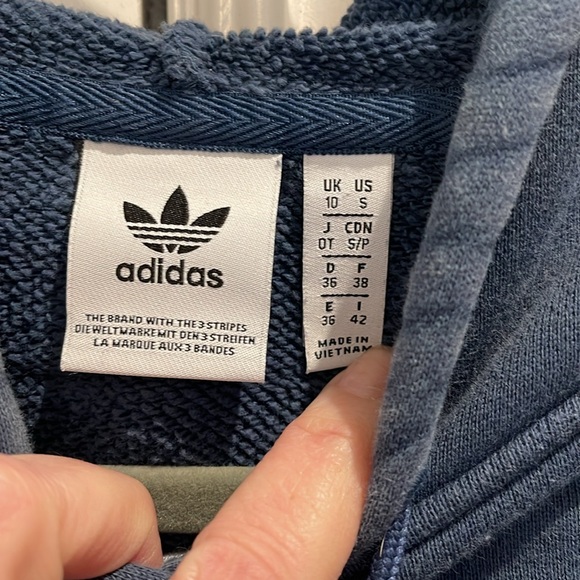 adidas
THE BRAND WITH THE 3 STRIPES
DIE WELTMARKE MIT DEN 3 STREIFEN
LA MARQUE AUX 3 BANDES
UK US
10 S
J CDN
OT S/P
D F
36 38
E I
36 42
MADE IN
VIETNAM